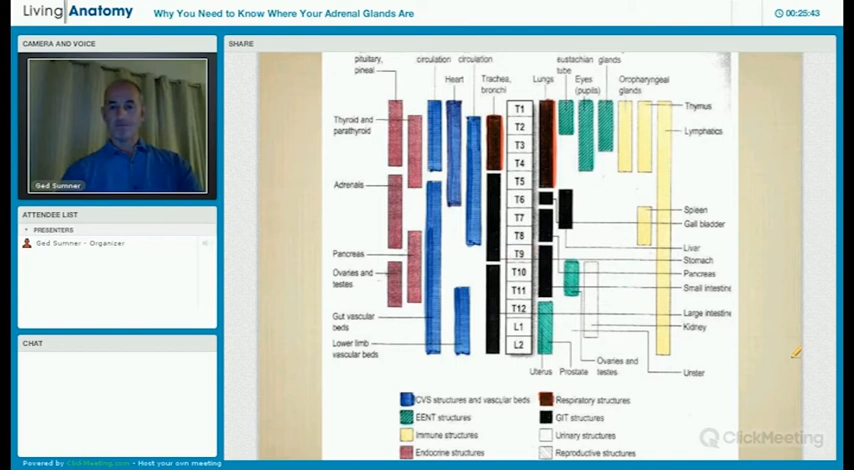 Living Anatomy
Why You Need to Know Where Your Adrenal Glands Are
00:25:43
CAMERA AND VOICE
Ged Sumner
ATTENDEE LIST
PRESENTERS
Ged Sumner - Organizer
CHAT
SHARE
pituitary,
pineal
circulation
circulation
Heart
Trachea,
bronchi
Lungs
eustachian
tube
Eyes
(pupils)
glands
Oropharyngeal
glands
Thyroid and
parathyroid
Adrenals
Pancreas
Ovaries and
testes
Gut vascular
beds
Lower limb
vascular beds
T1
T2
T3
T4
T5
T6
T7
T8
T9
T10
T11
T12
L1
L2
Thymus
Lymphatics
Spleen
Gall bladder
Liver
Stomach
Pancreas
Small intestine
Large intestine
Kidney
Ovaries and
testes
Ureter
Uterus
Prostate
CVS structures and vascular beds
EENT structures
Immune structures
Endocrine structures
Respiratory structures
GIT structures
Urinary structures
Reproductive structures
ClickMeeting
Powered by ClickMeeting.com - Host your own meeting